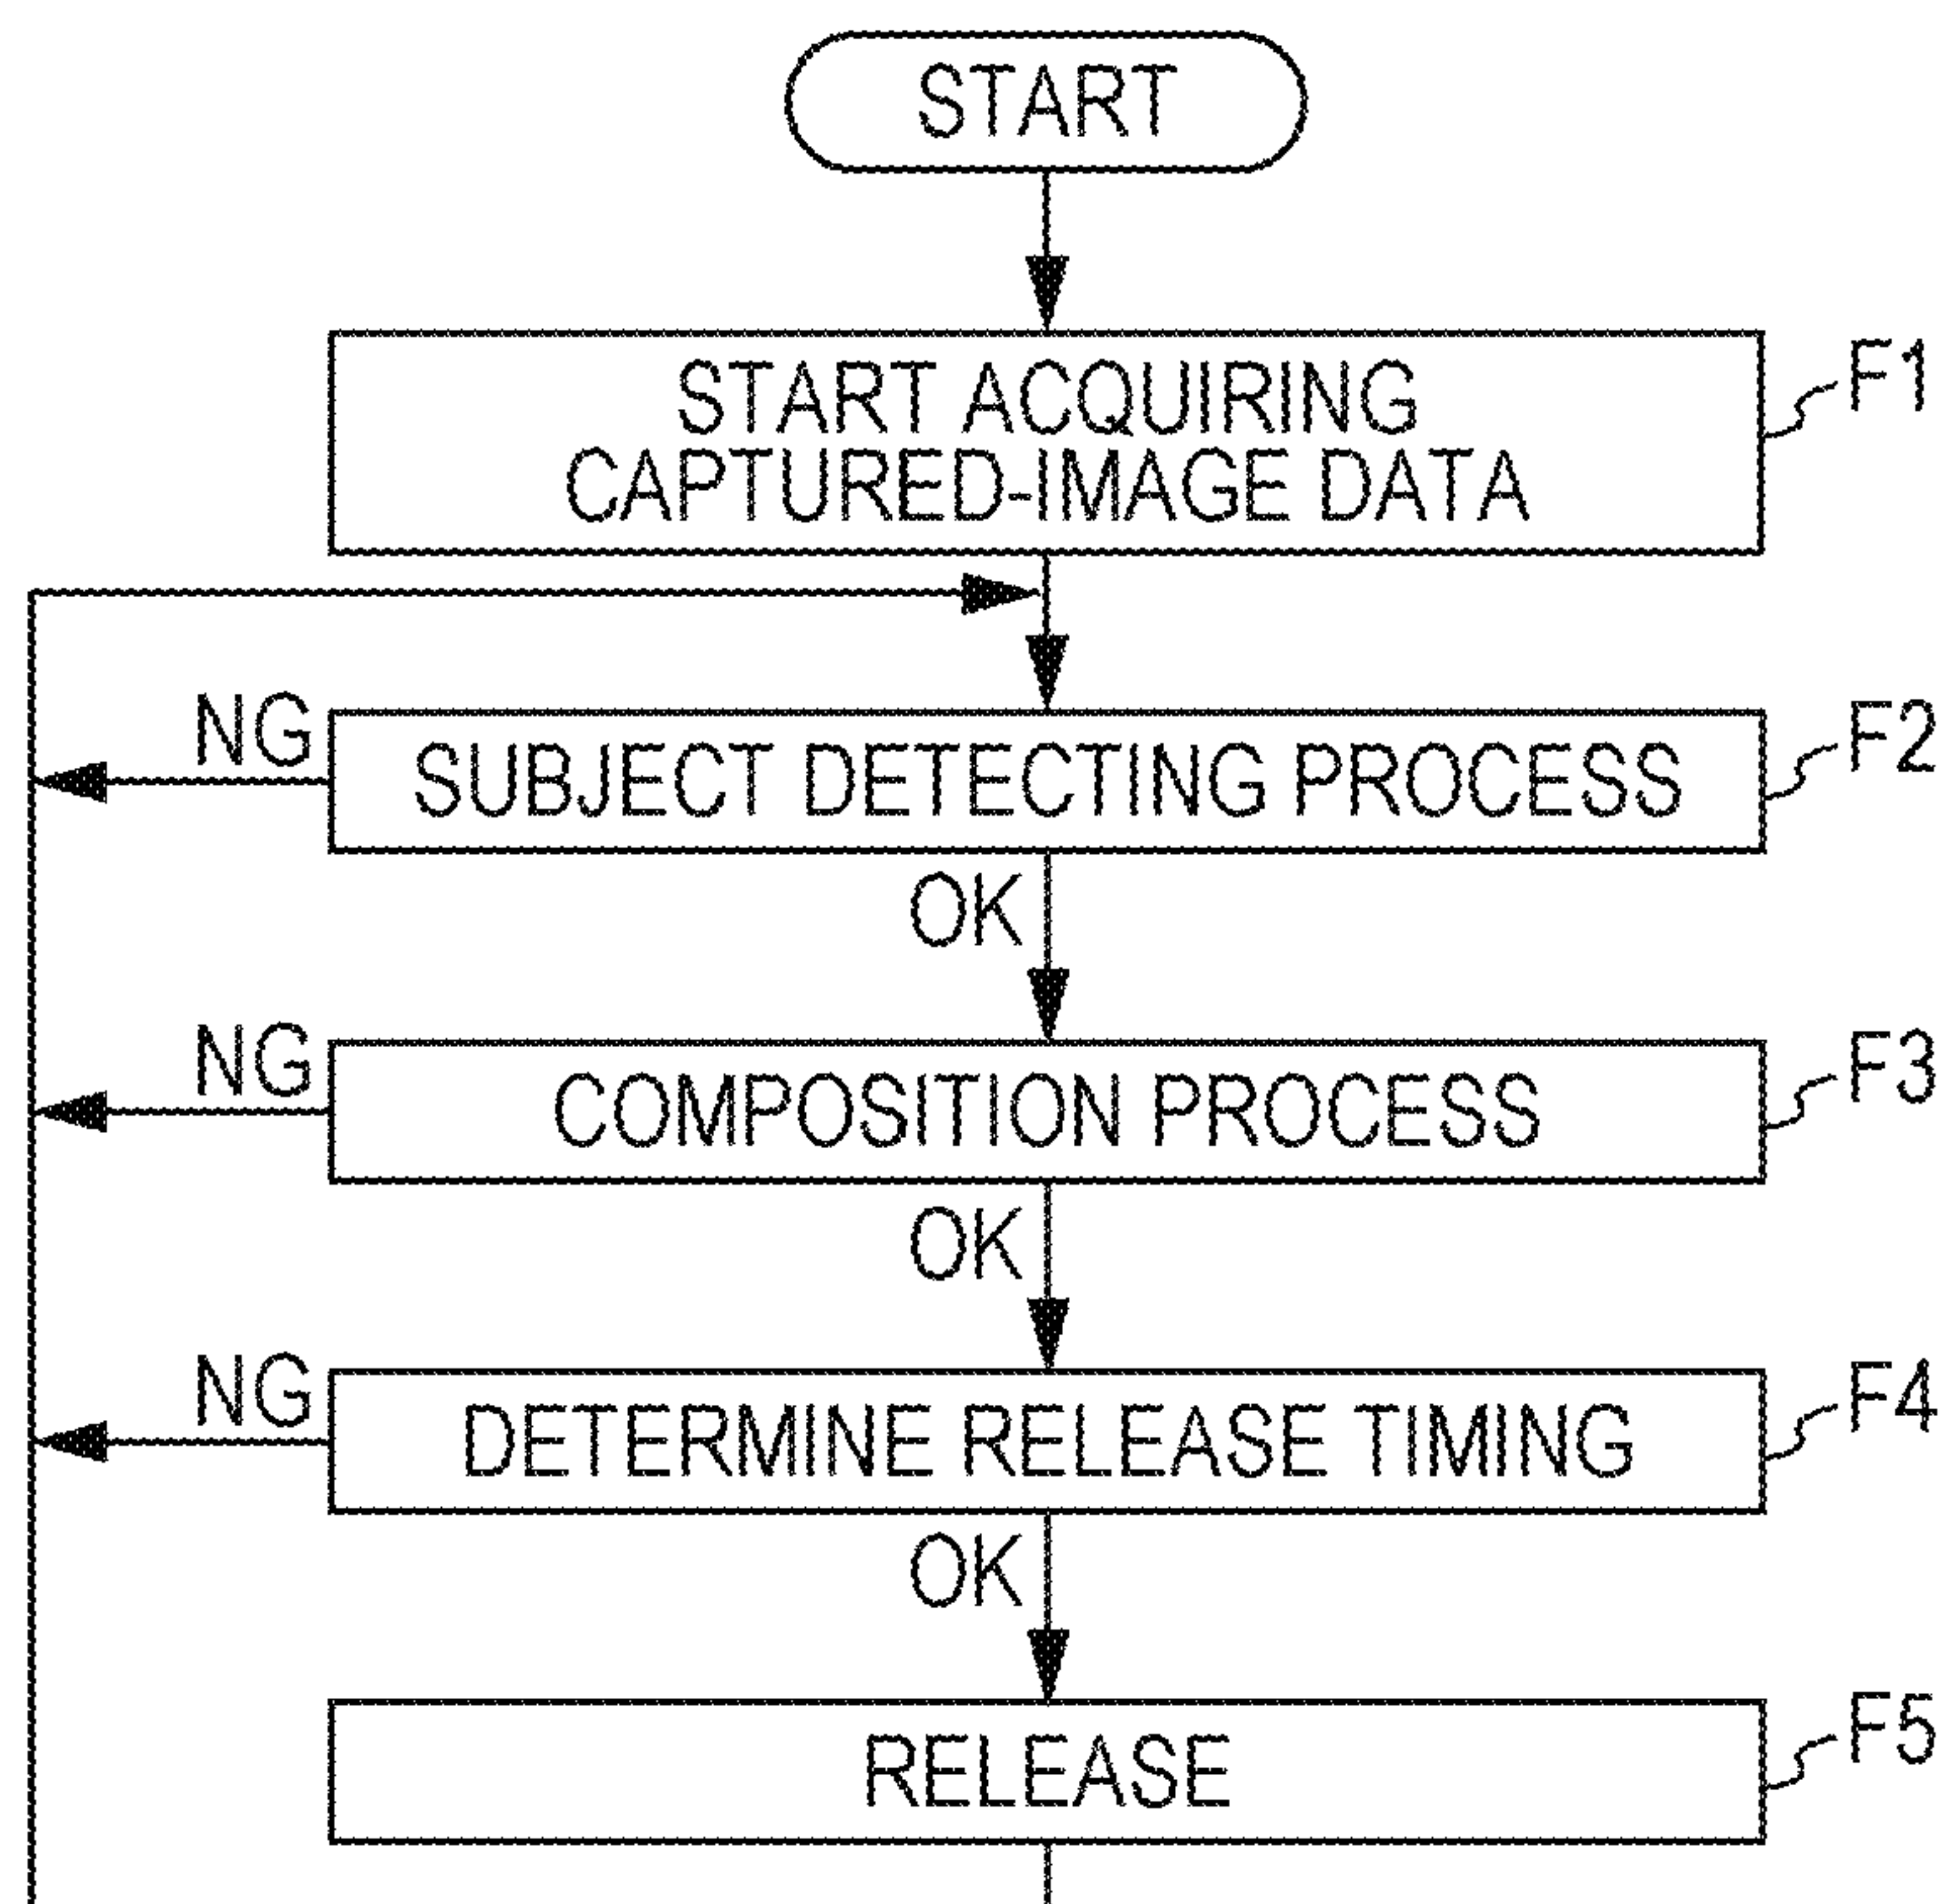 START
START ACQUIRING
CAPTURED-IMAGE DATA
F1
NG
SUBJECT DETECTING PROCESS
F2
OK
NG
COMPOSITION PROCESS
F3
OK
NG
DETERMINE RELEASE TIMING
F4
OK
RELEASE
F5